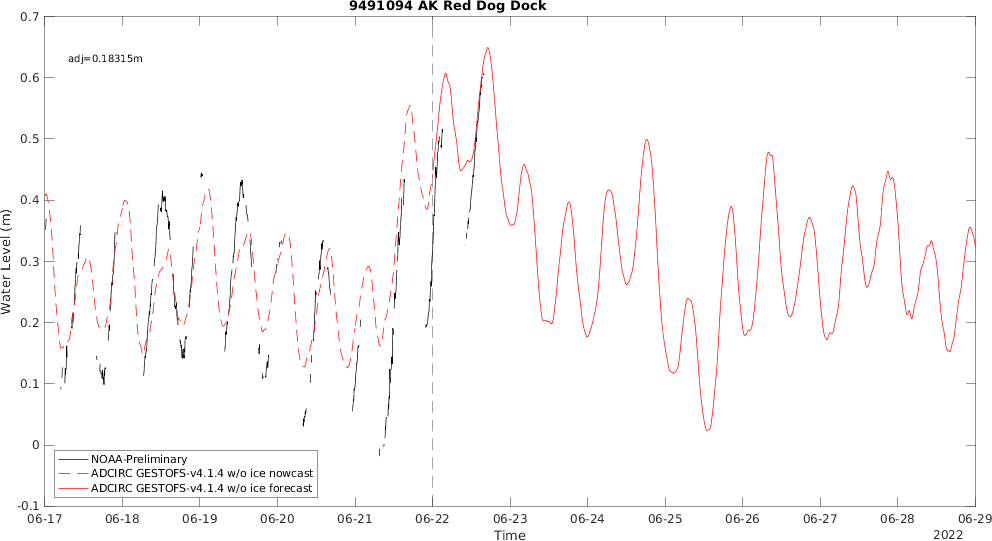 9491094 AK Red Dog Dock
0.7
adj=0.18315m
0.6
0.5
0.4
0.3
0.2
0.1
0
-0.1
Water Level (m)
NOAA-Preliminary
ADCIRC GESTOFS-v4.1.4 w/o ice nowcast
ADCIRC GESTOFS-v4.1.4 w/o ice forecast
06-17 06-18 06-19 06-20 06-21 06-22 06-23 06-24 06-25 06-26 06-27 06-28 06-29
Time
2022